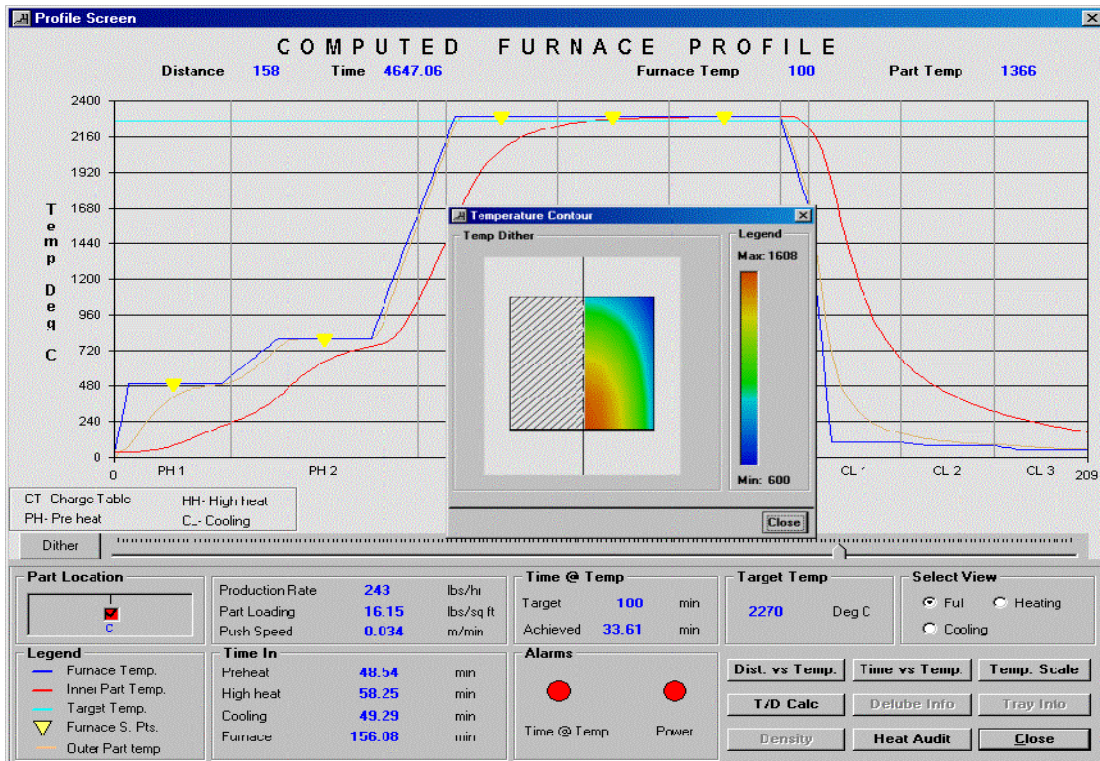 Profile Screen
COMPUTED FURNACE PROFILE
Distance 158 Time 4647.06 Furnace Temp 100 Part Temp 1366
2400
2160
1920
1680
1440
1200
960
720
480
240
0
Temp Deg C
0 PH 1 PH 2 CL 1 CL 2 CL 3 209
Temperature Contour
Temp Dither
Legend
Max: 1608
Min: 600
Close
CT Charge Table HH- High heat
PH- Pre heat C_- Cooling
Dither
Part Location
C
Production Rate 243 lbs/hr
Part Loading 16.15 lbs/sq ft
Push Speed 0.034 m/min
Time @ Temp
Target 100 min
Achieved 33.61 min
Target Temp
2270 Deg C
Select View
Full Heating
Cooling
Legend
Furnace Temp.
Inner Part Temp.
Target Temp.
Furnace S. Pts.
Outer Part temp
Time In
Preheat 48.54 min
High heat 58.25 min
Cooling 49.29 min
Furnace 156.08 min
Alarms
Time @ Temp Power
Dist. vs Temp. Time vs Temp. Temp. Scale
T/D Calc Delube Info Tray Info
Density Heat Audit Close